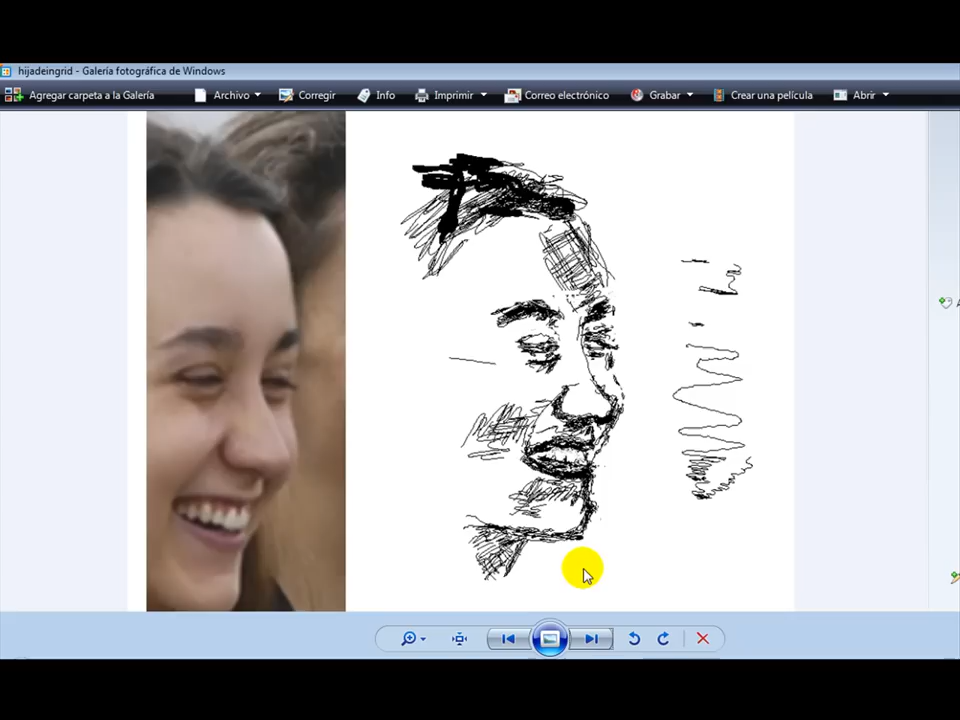 hijadeingrid - Galería fotográfica de Windows
Agregar carpeta a la Galería Archivo Corregir Info Imprimir Correo electrónico Grabar Crear una película Abrir